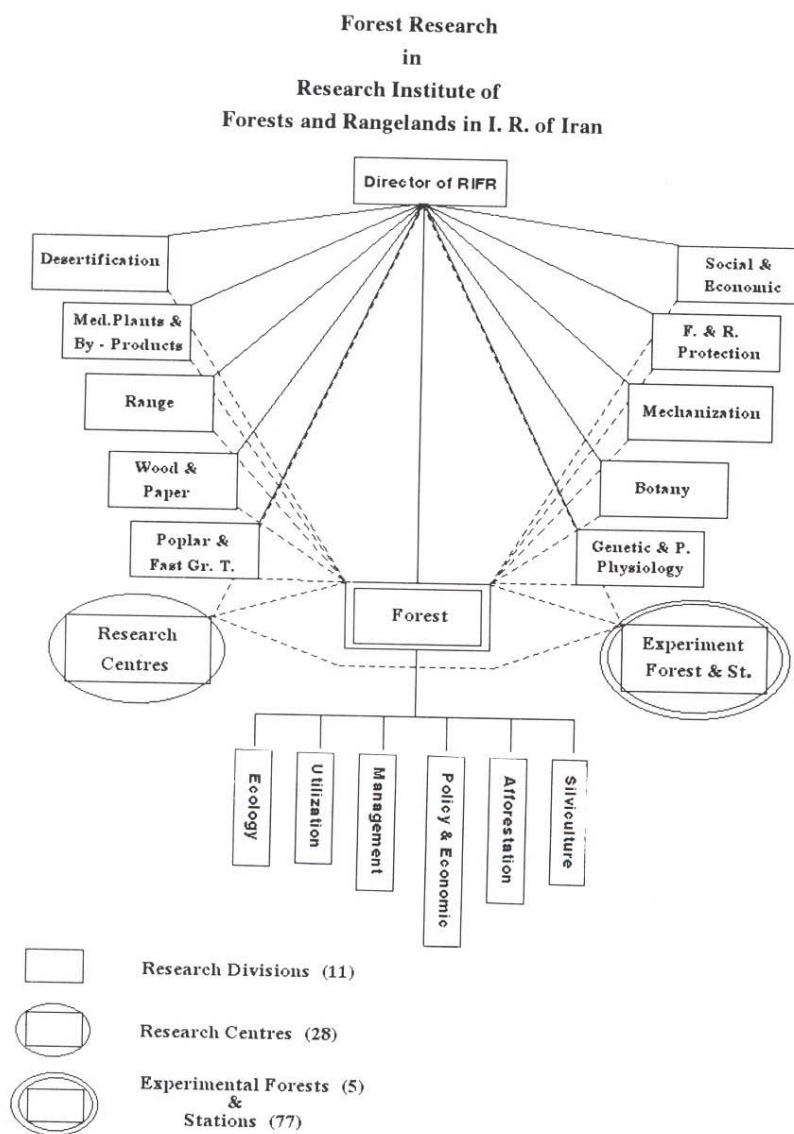 Forest Research
in
Research Institute of
Forests and Rangelands in I. R. of Iran
Director of RIFR
Desertification
Social &
Economic
Med.Plants &
By - Products
F. & R.
Protection
Range
Mechanization
Wood &
Paper
Botany
Poplar &
Fast Gr. T.
Genetic & P.
Physiology
Research
Centres
Forest
Experiment
Forest & St.
Ecology
Utilization
Management
Policy & Economic
Afforestation
Silviculture
Research Divisions (11)
Research Centres (28)
Experimental Forests (5)
&
Stations (77)